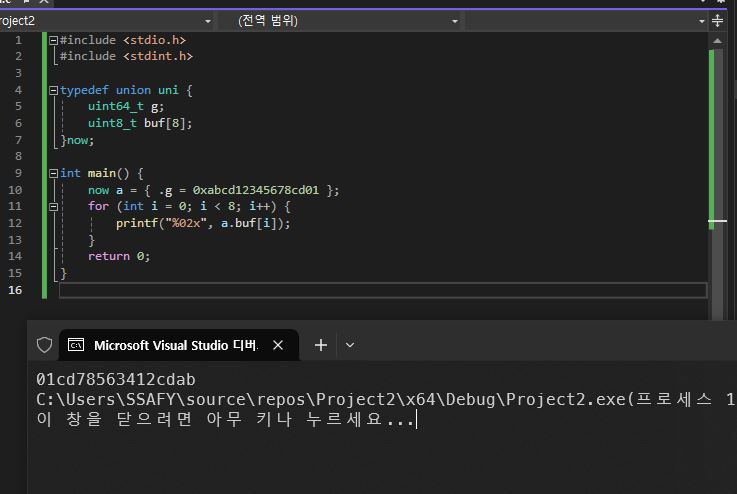 roject2
(전역 범위)
1 #include <stdio.h>
2 #include <stdint.h>
3
4 typedef union uni {
5 uint64_t g;
6 uint8_t buf[8];
7 }now;
8
9 int main() {
10 now a = { .g = 0xabcd12345678cd01 };
11 for (int i = 0; i < 8; i++) {
12 printf("%02x", a.buf[i]);
13 }
14 return 0;
15 }
16
Microsoft Visual Studio 디버
01cd78563412cdab
C:\Users\SSAFY\source\repos\Project2\x64\Debug\Project2.exe(프로세스 1
이 창을 닫으려면 아무 키나 누르세요...